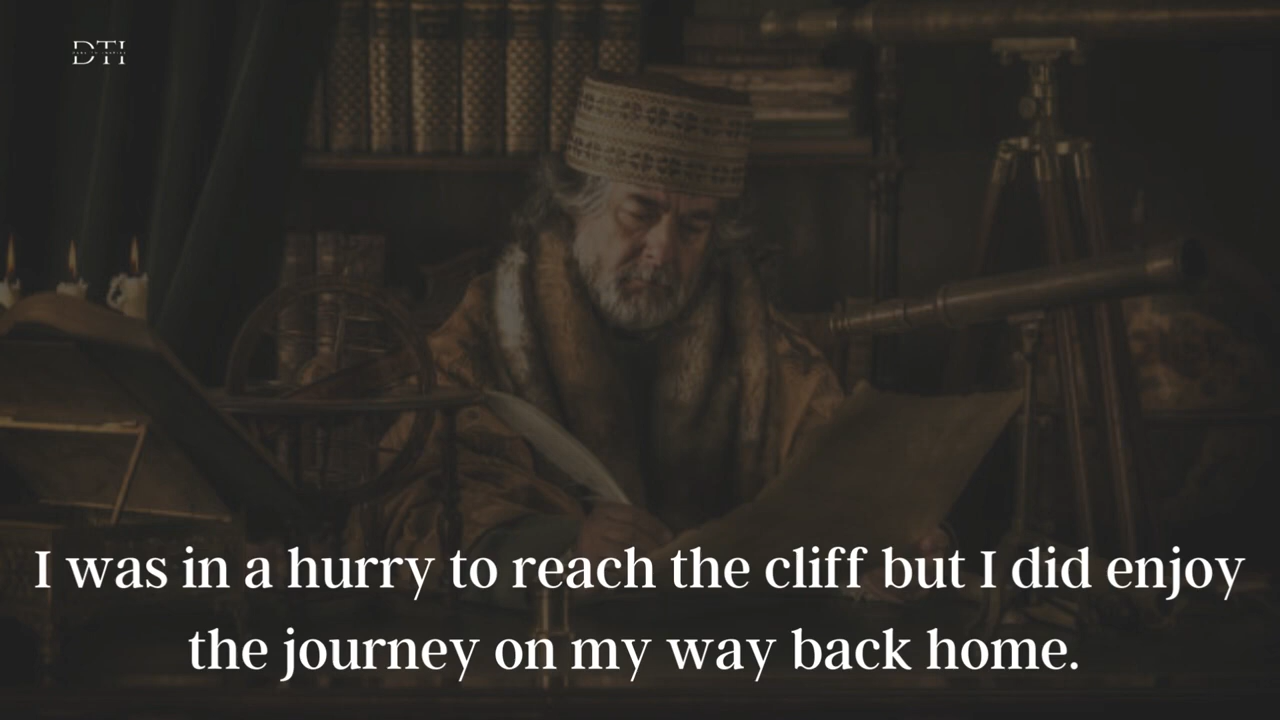 DTI
I was in a hurry to reach the cliff but I did enjoy
the journey on my way back home.